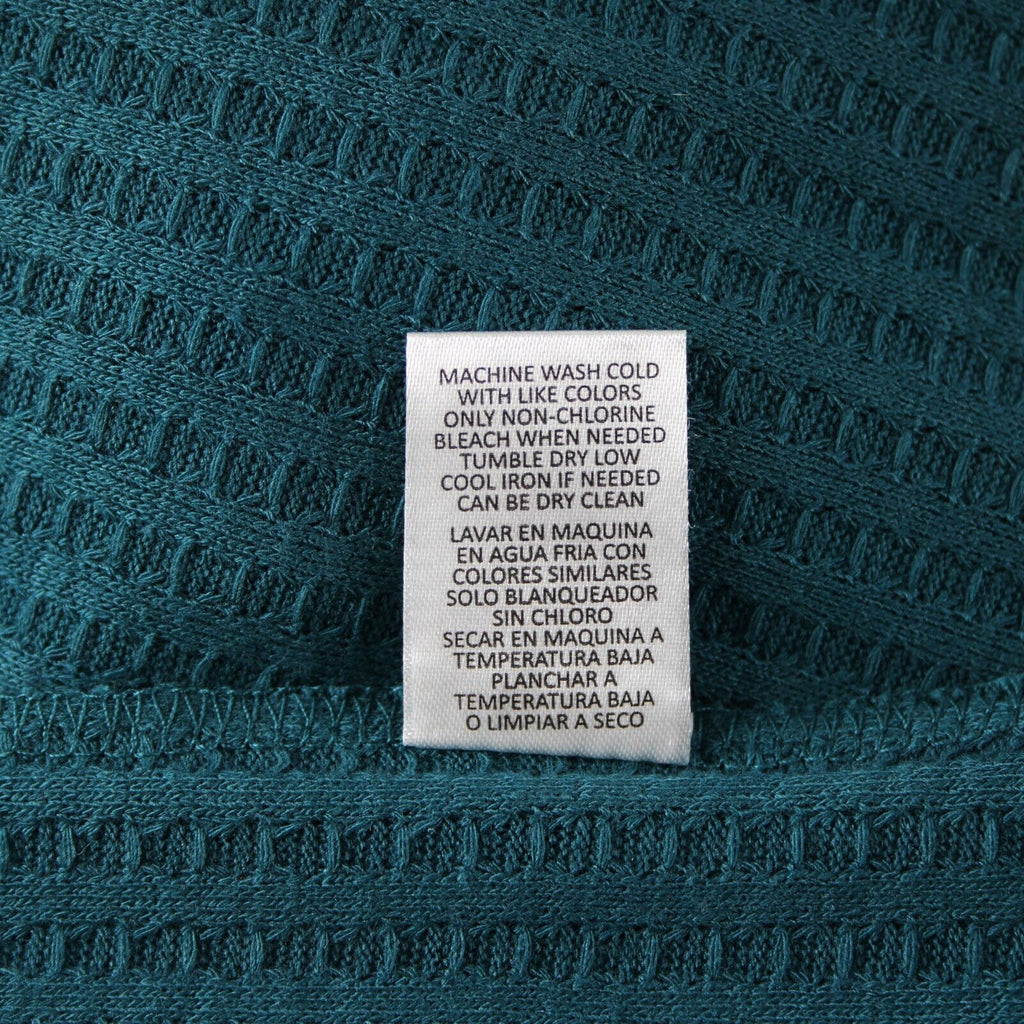 MACHINE WASH COLD
WITH LIKE COLORS
ONLY NON-CHLORINE
BLEACH WHEN NEEDED
TUMBLE DRY LOW
COOL IRON IF NEEDED
CAN BE DRY CLEAN
LAVAR EN MAQUINA
EN AGUA FRIA CON
COLORES SIMILARES
SOLO BLANQUEADOR
SIN CHLORO
SECAR EN MAQUINA A
TEMPERATURA BAJA
PLANCHAR A
TEMPERATURA BAJA
O LIMPIAR A SECO